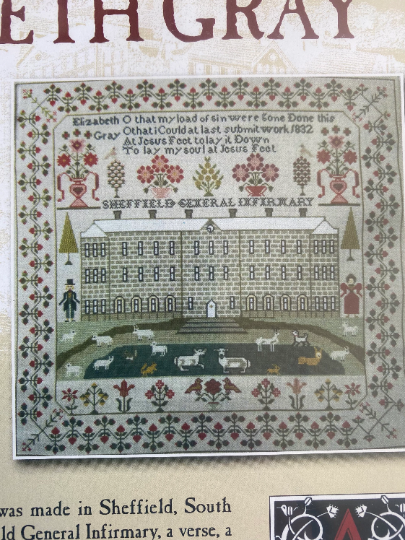 ETH GRAY
Elizabeth O that my load of sin were Gone Done this
Gray O that i Could at last submit work 1832
At Jesus Feet to lay it Down
To lay my soul at Jesus Feet
SHEFFIELD GENERAL INFIRMARY
was made in Sheffield, South
ld General Infirmary, a verse, a
A